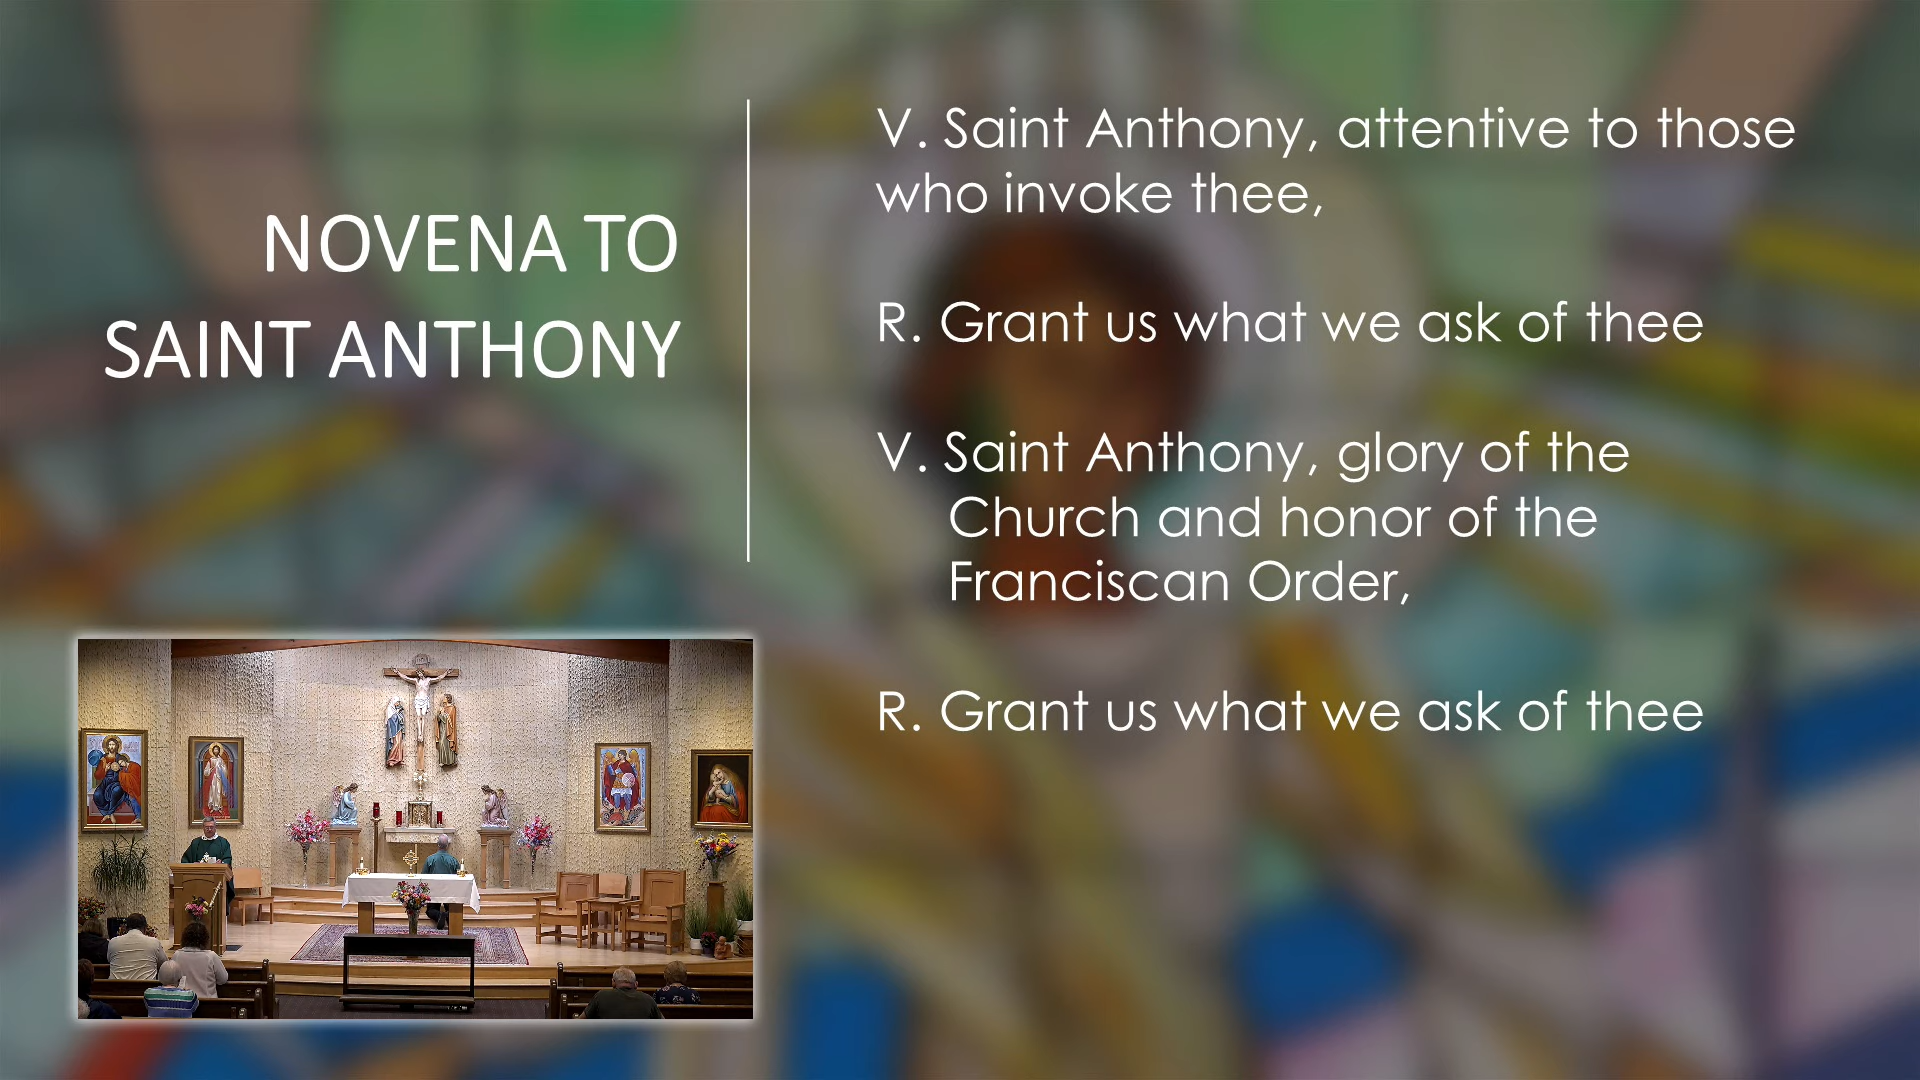 NOVENA TO
SAINT ANTHONY
V. Saint Anthony, attentive to those
who invoke thee,
R. Grant us what we ask of thee
V. Saint Anthony, glory of the
Church and honor of the
Franciscan Order,
R. Grant us what we ask of thee